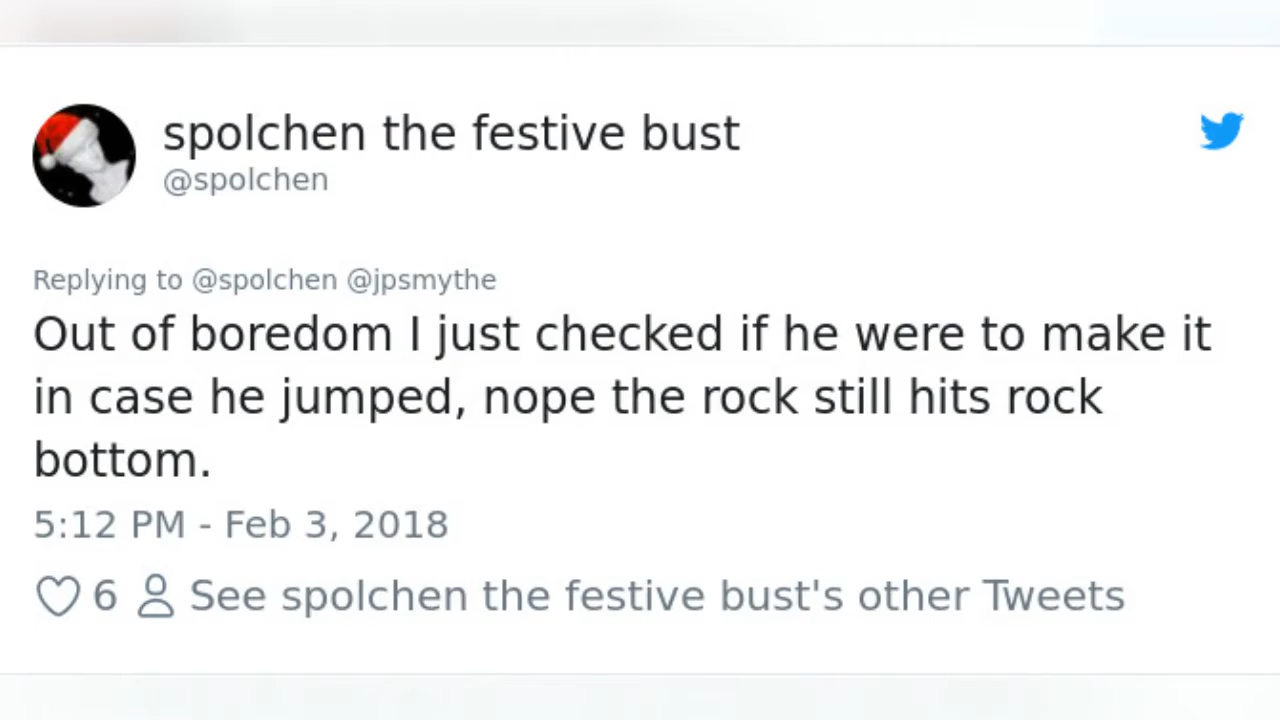 spolchen the festive bust
@spolchen
Replying to @spolchen @jpsmythe
Out of boredom I just checked if he were to make it
in case he jumped, nope the rock still hits rock
bottom.
5:12 PM - Feb 3, 2018
6 See spolchen the festive bust's other Tweets